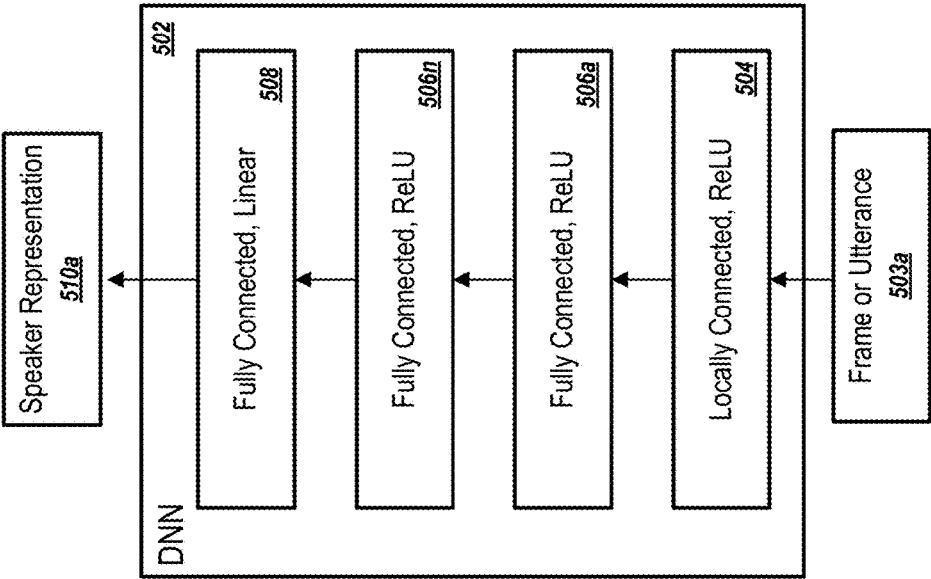 Speaker Representation
510a
502
DNN
Fully Connected, Linear
508
Fully Connected, ReLU
506n
Fully Connected, ReLU
506a
Locally Connected, ReLU
504
Frame or Utterance
503a